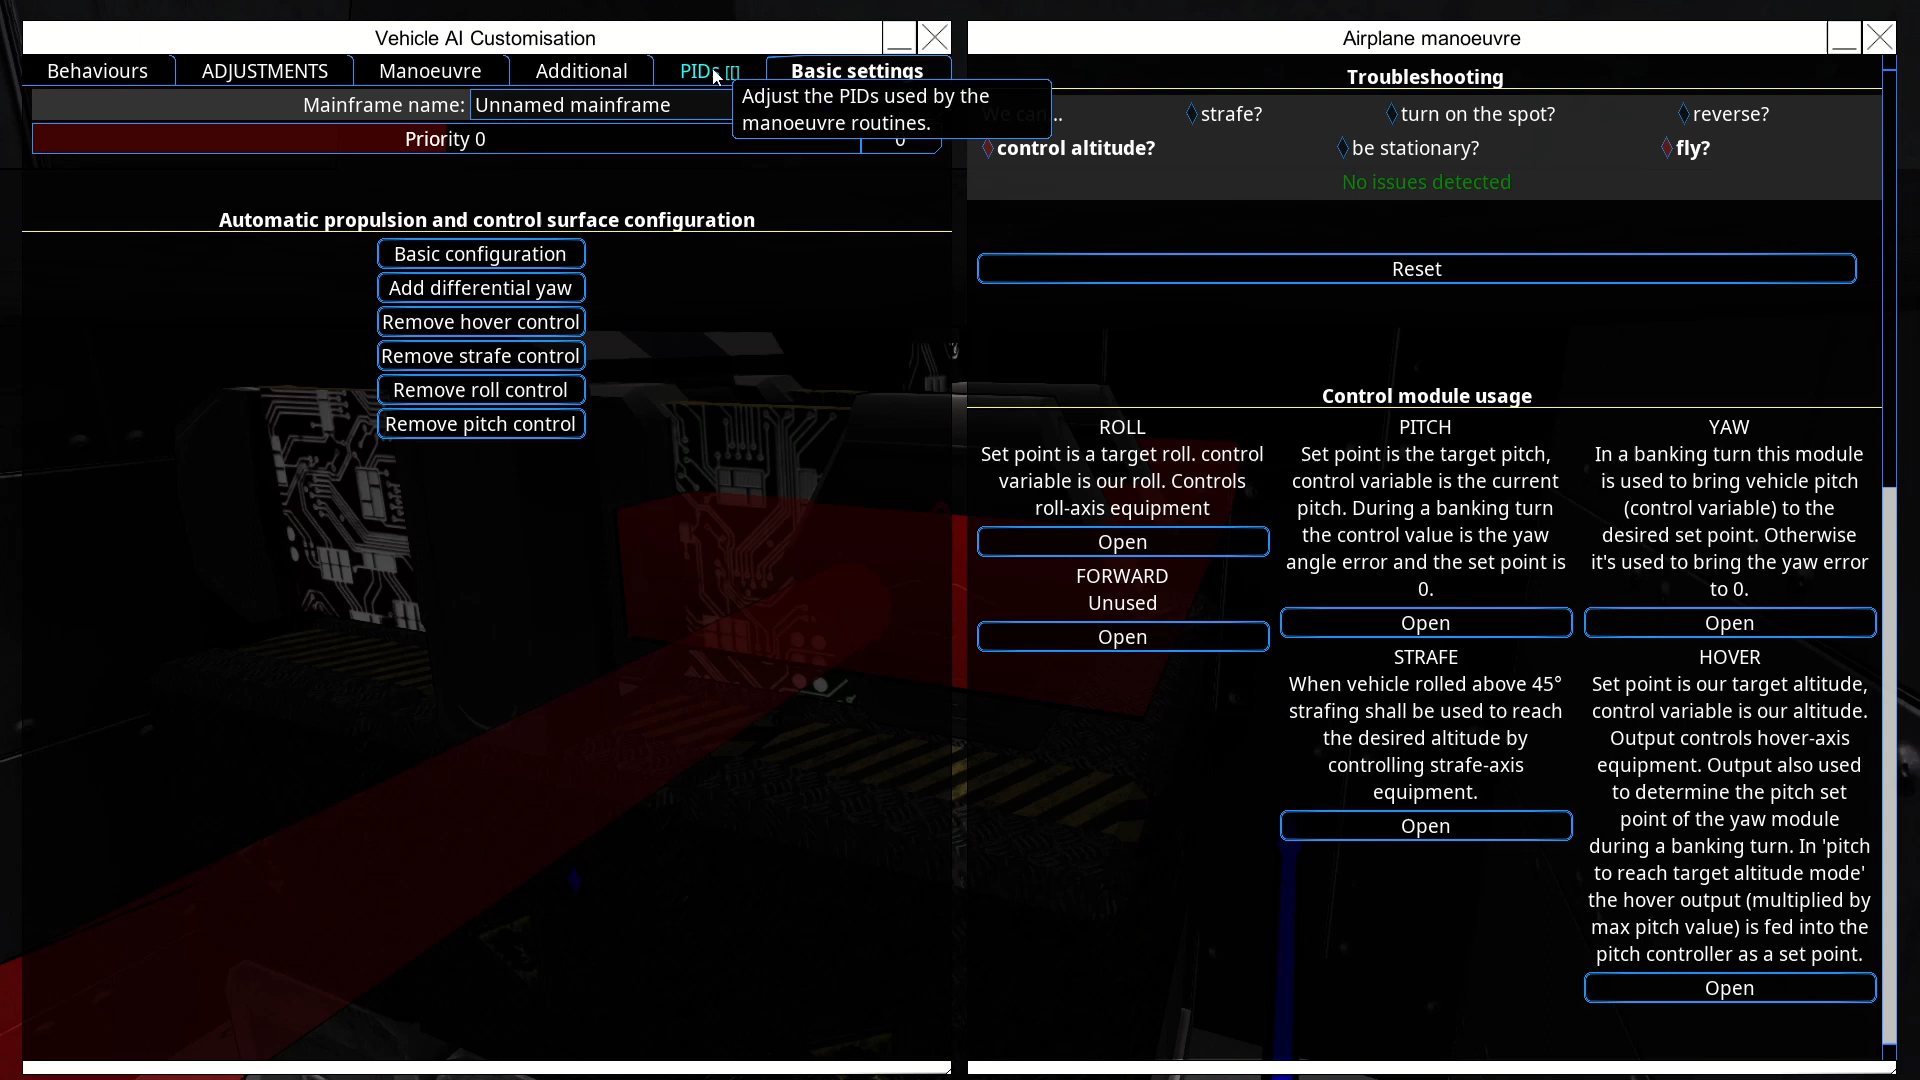 Vehicle AI Customisation
Behaviours
ADJUSTMENTS
Manoeuvre
Additional
PIDs [[]
Basic settings
Adjust the PIDs used by the
manoeuvre routines.
Mainframe name: Unnamed mainframe
Priority 0
0
Automatic propulsion and control surface configuration
Basic configuration
Add differential yaw
Remove hover control
Remove strafe control
Remove roll control
Remove pitch control
Airplane manoeuvre
Troubleshooting
We can...
strafe?
turn on the spot?
reverse?
control altitude?
be stationary?
fly?
No issues detected
Reset
Control module usage
ROLL
Set point is a target roll. control
variable is our roll. Controls
roll-axis equipment
Open
FORWARD
Unused
Open
PITCH
Set point is the target pitch,
control variable is the current
pitch. During a banking turn
the control value is the yaw
angle error and the set point is
0.
Open
STRAFE
When vehicle rolled above 45°
strafing shall be used to reach
the desired altitude by
controlling strafe-axis
equipment.
Open
YAW
In a banking turn this module
is used to bring vehicle pitch
(control variable) to the
desired set point. Otherwise
it's used to bring the yaw error
to 0.
Open
HOVER
Set point is our target altitude,
control variable is our altitude.
Output controls hover-axis
equipment. Output also used
to determine the pitch set
point of the yaw module
during a banking turn. In 'pitch
to reach target altitude mode'
the hover output (multiplied by
max pitch value) is fed into the
pitch controller as a set point.
Open